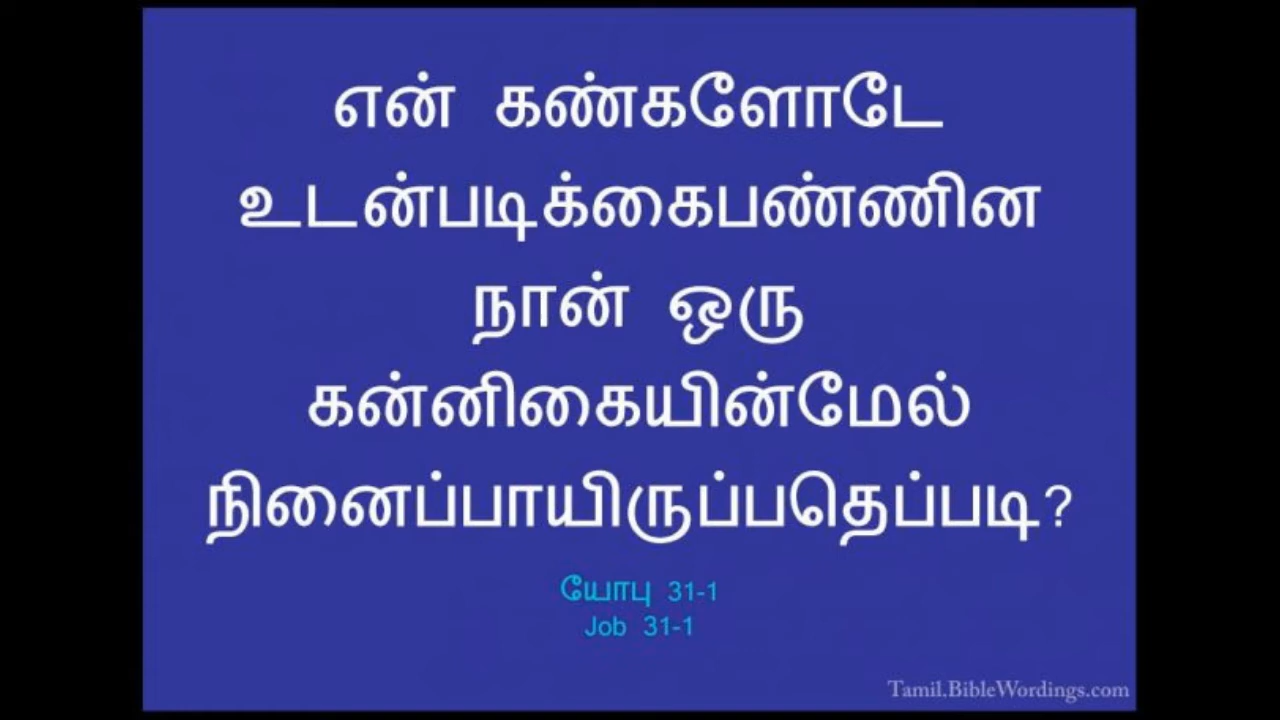 என் கண்களோடே
உடன்படிக்கைபண்ணின
நான் ஒரு
கன்னிகையின்மேல்
நினைப்பாயிருப்பதெப்படி?
யோபு 31-1
Job 31-1
Tamil.BibleWordings.com